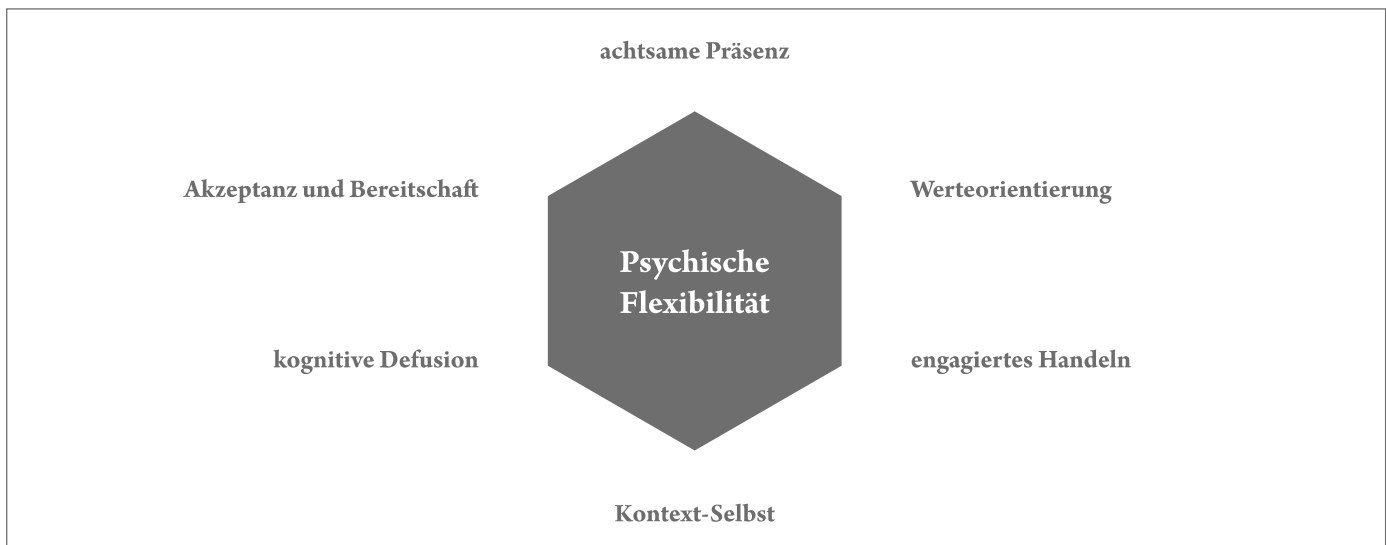 achtsame Präsenz
Akzeptanz und Bereitschaft
Werteorientierung
Psychische
Flexibilität
kognitive Defusion
engagiertes Handeln
Kontext-Selbst